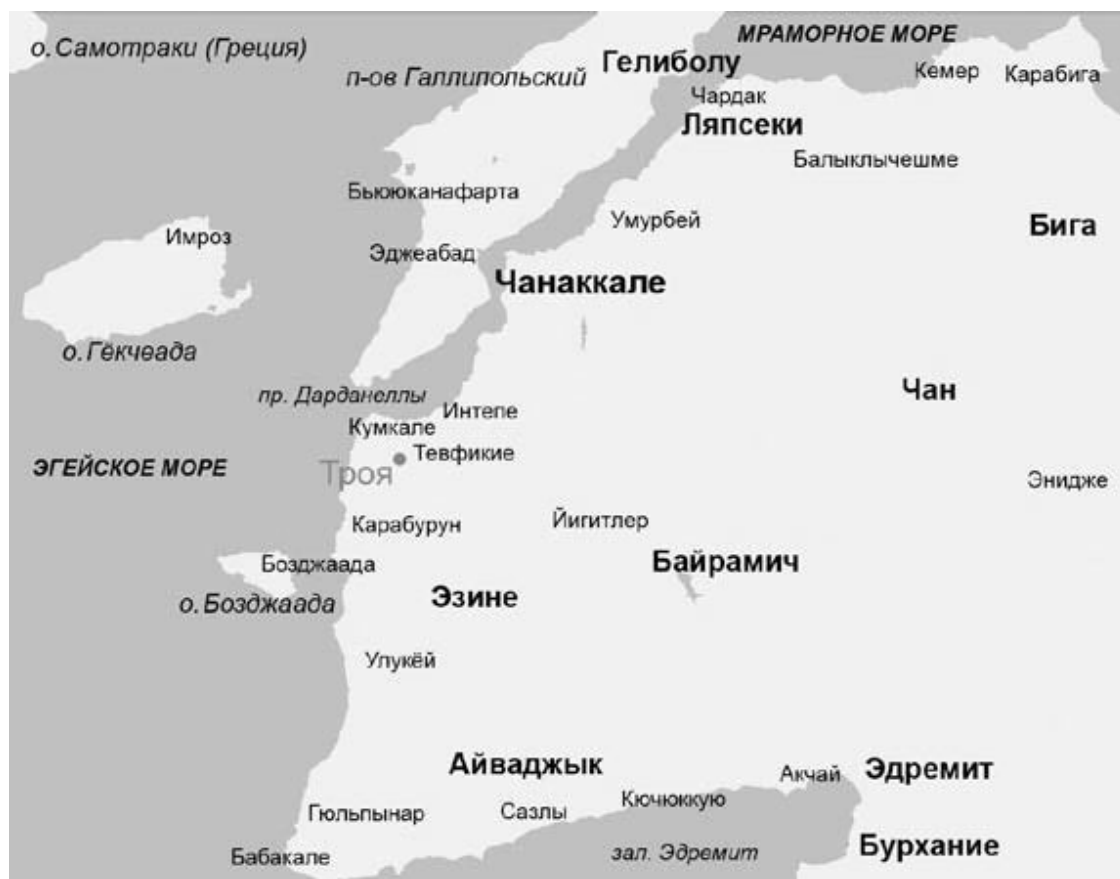 о. Самотраки (Греция)
МРАМОРНОЕ МОРЕ
Гелиболу
п-ов Галлипольский
Кемер
Карабига
Чардак
Ляпсеки
Балыклычешме
Бьююканафарта
Умурбей
Бига
Имроз
Эджеабад
Чанаккале
о. Гёкчеада
пр. Дарданеллы
Чан
Интепе
Кумкале
Тевфикие
ЭГЕЙСКОЕ МОРЕ
Троя
Энидже
Карабурун
Йигитлер
Бозджаада
Байрамич
о. Бозджаада
Эзине
Улукёй
Айваджык
Акчай
Эдремит
Гюльпынар
Сазлы
Кючюккую
Бабакале
зал. Эдремит
Бурхание